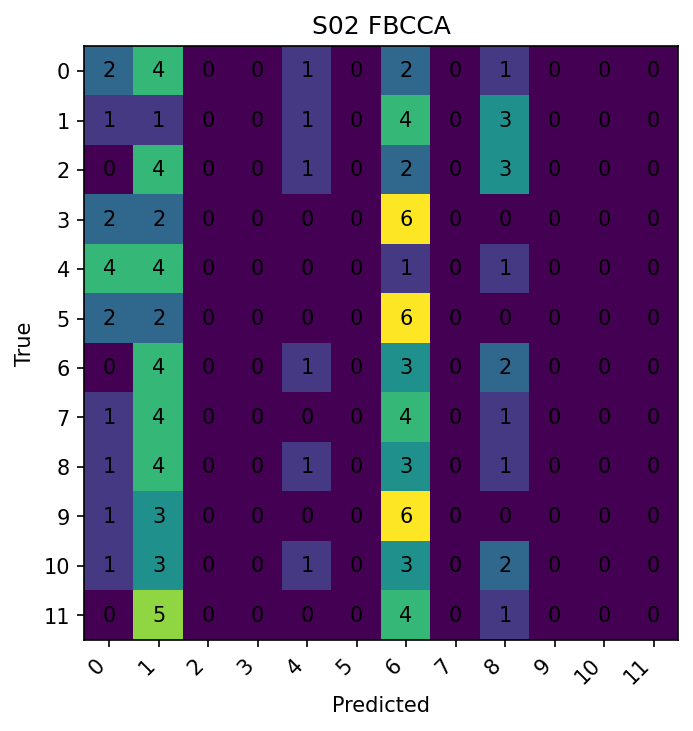 S02 FBCCA
0 2 4 0 0 1 0 2 0 1 0 0 0
1 1 1 0 0 1 0 4 0 3 0 0 0
2 0 4 0 0 1 0 2 0 3 0 0 0
3 2 2 0 0 0 0 6 0 0 0 0 0
4 4 4 0 0 0 0 1 0 1 0 0 0
5 2 2 0 0 0 0 6 0 0 0 0 0
6 0 4 0 0 1 0 3 0 2 0 0 0
7 1 4 0 0 0 0 4 0 1 0 0 0
8 1 4 0 0 1 0 3 0 1 0 0 0
9 1 3 0 0 0 0 6 0 0 0 0 0
10 1 3 0 0 1 0 3 0 2 0 0 0
11 0 5 0 0 0 0 4 0 1 0 0 0
True
0 1 2 3 4 5 6 7 8 9 10 11
Predicted